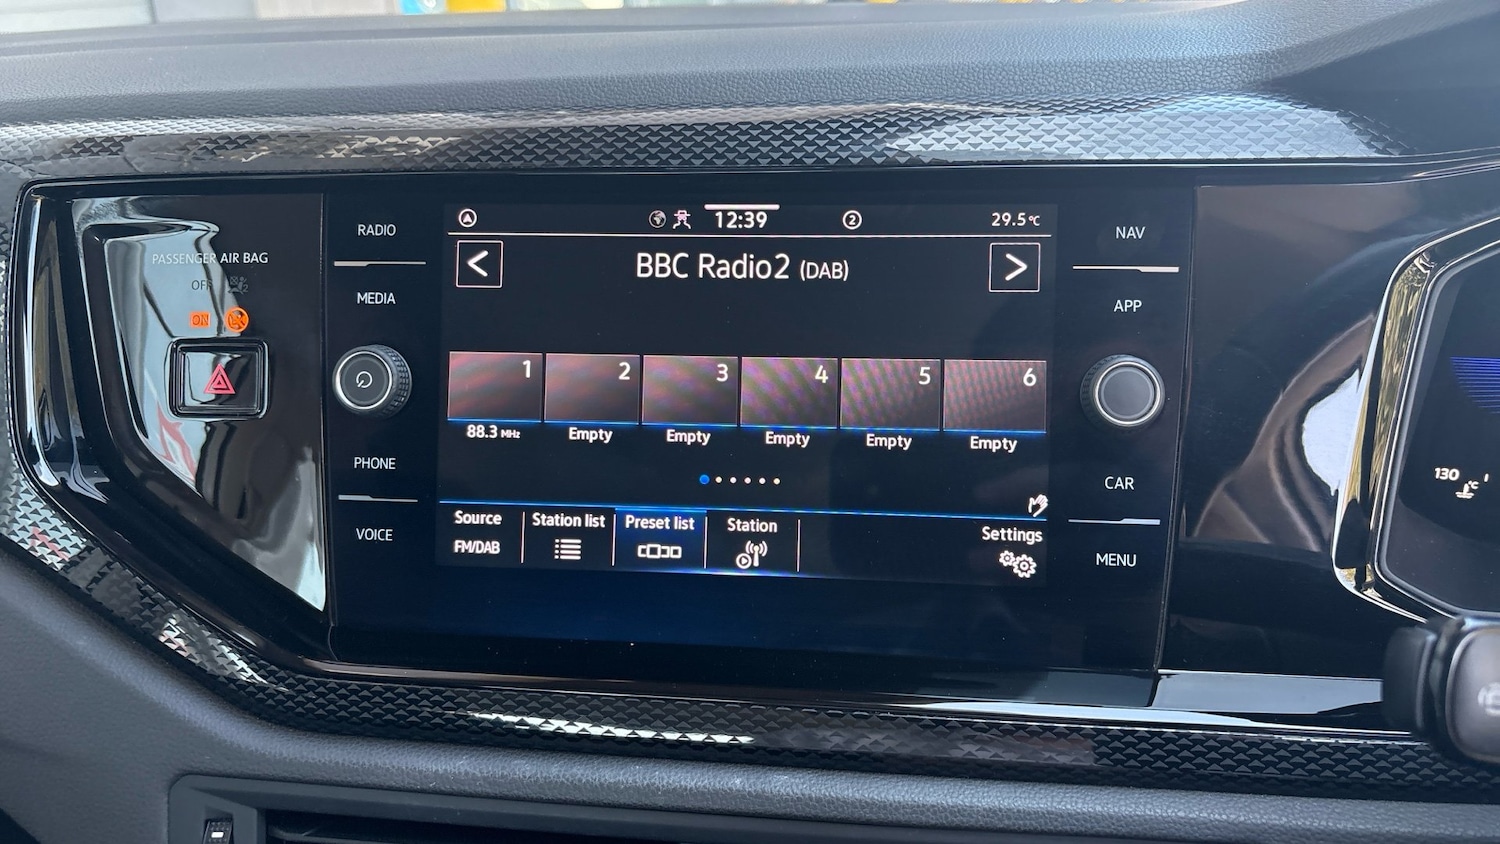 PASSENGER AIR BAG
OFF
ON
RADIO
MEDIA
PHONE
VOICE
12:39
2
29.5°C
<
BBC Radio2 (DAB)
>
1
2
3
4
5
6
88.3 MHz
Empty
Empty
Empty
Empty
Empty
Source
FM/DAB
Station list
Preset list
Station
Settings
NAV
APP
CAR
MENU
130
°C